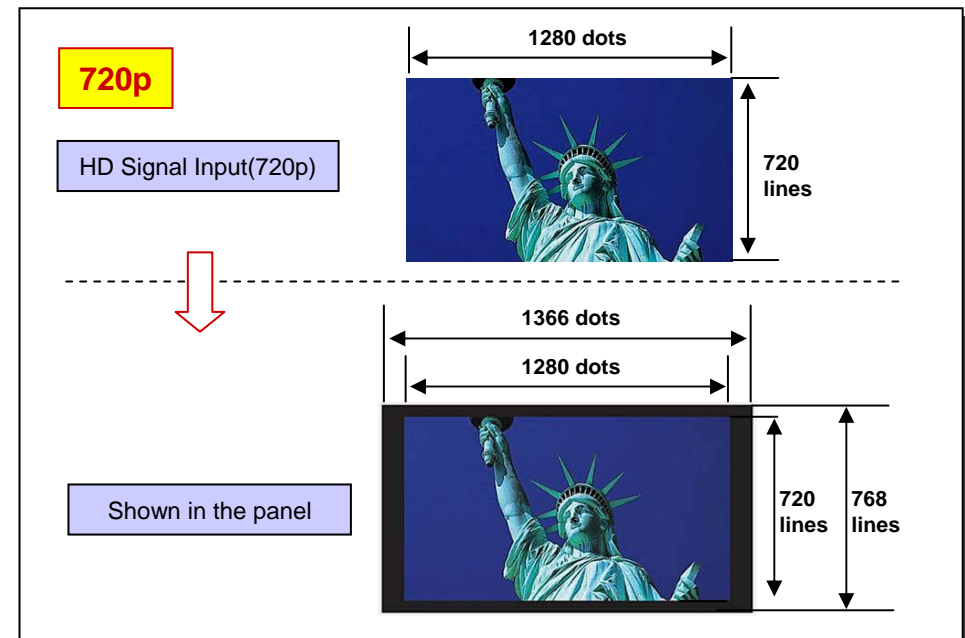 1280 dots
720p
HD Signal Input(720p)
720
lines
1366 dots
1280 dots
Shown in the panel
720
lines
768
lines